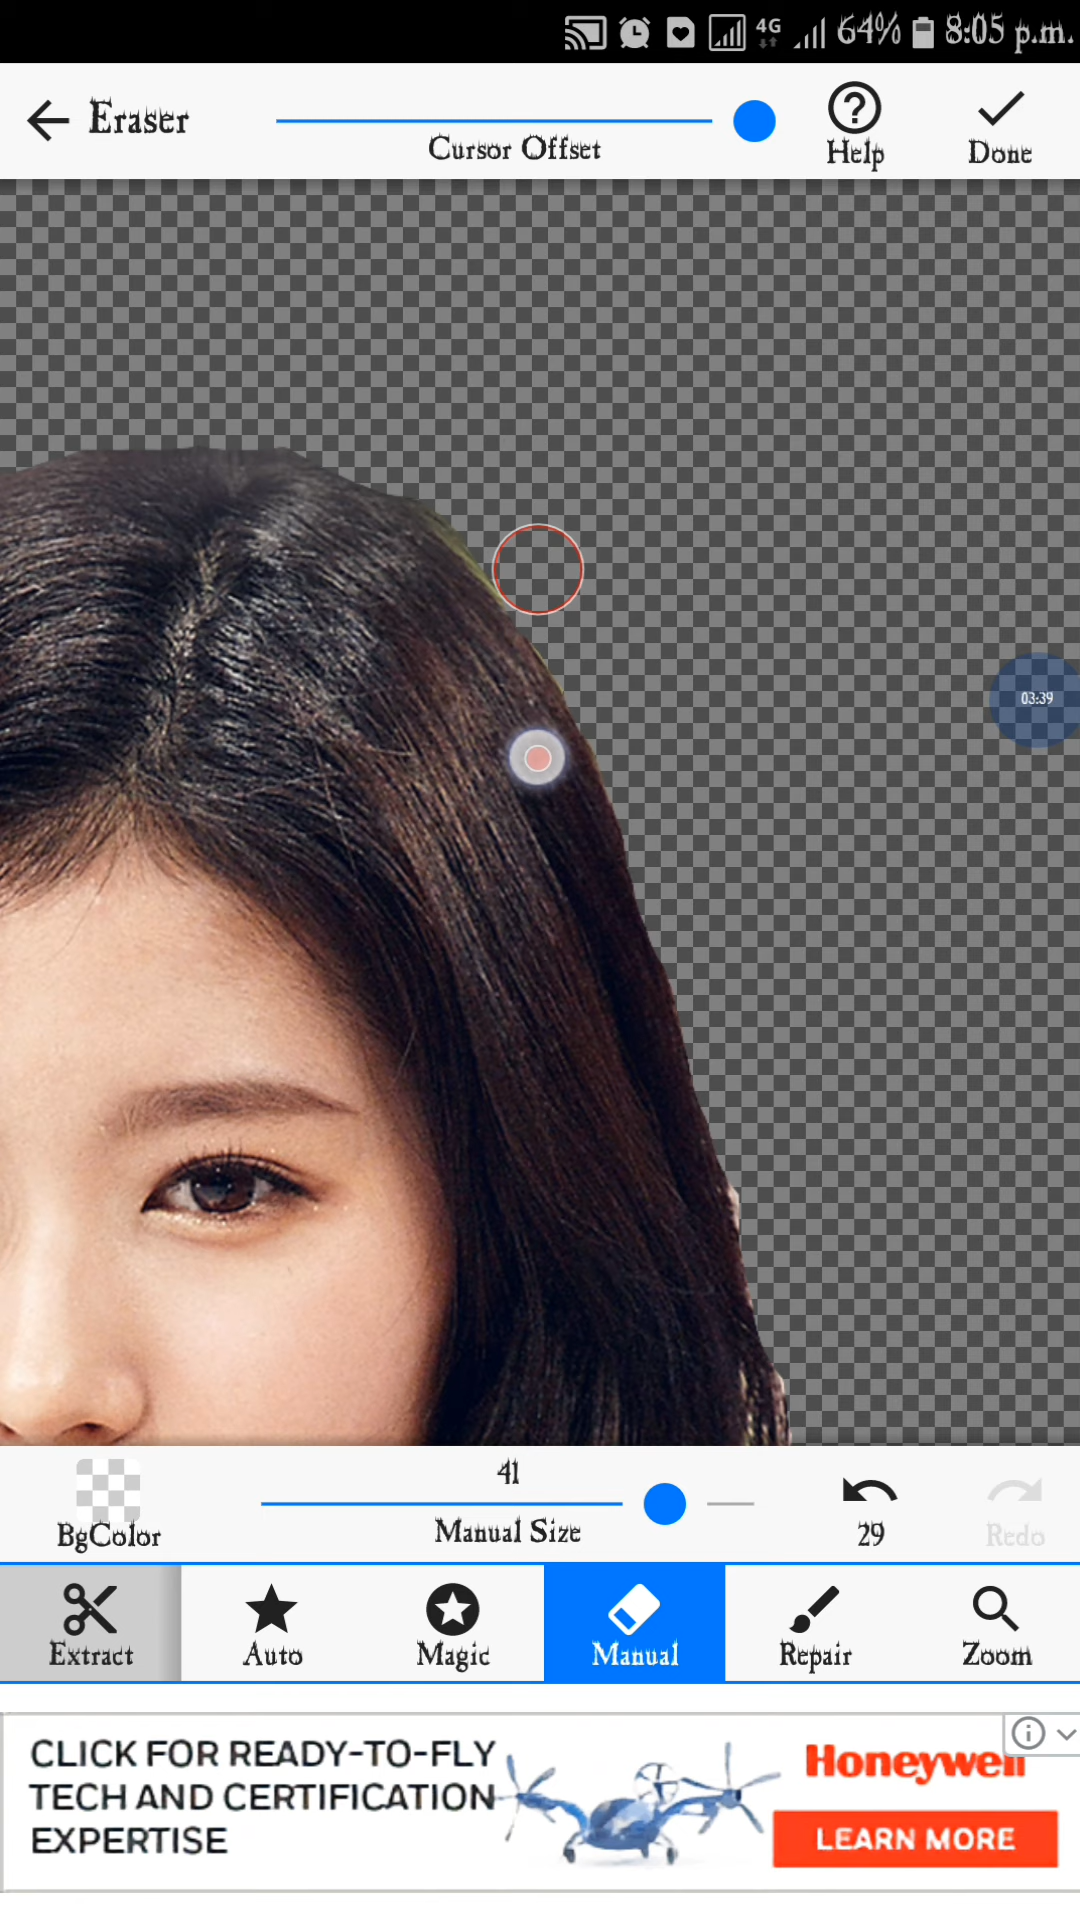 4G 64% 8:05 p.m.
Eraser
Cursor Offset
Help
Done
03:39
41
BgColor
Manual Size
29
Redo
Extract
Auto
Magic
Manual
Repair
Zoom
CLICK FOR READY-TO-FLY
TECH AND CERTIFICATION
EXPERTISE
Honeywell
LEARN MORE